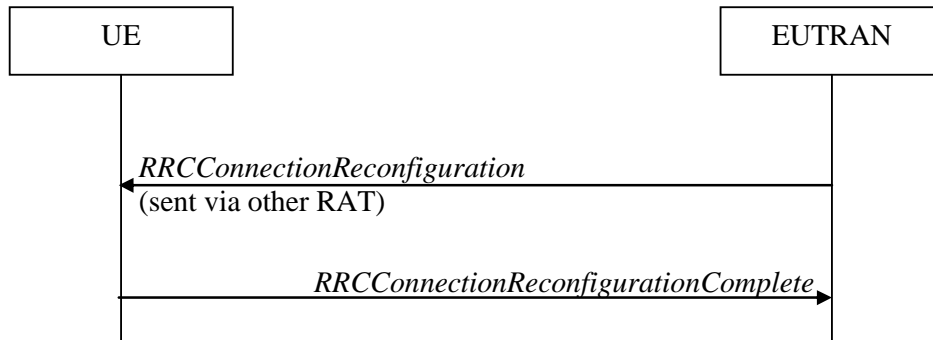 UE
EUTRAN
RRCConnectionReconfiguration
(sent via other RAT)
RRCConnectionReconfigurationComplete